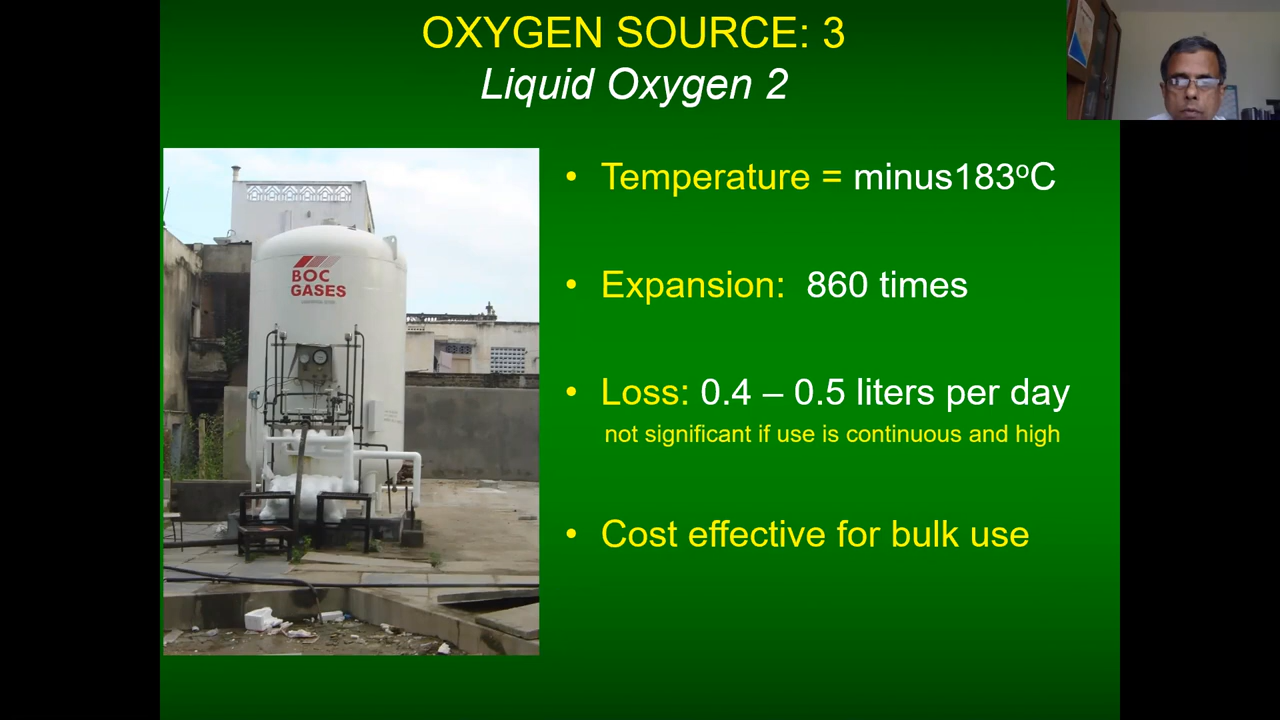 OXYGEN SOURCE: 3
Liquid Oxygen 2
BOC
GASES
• Temperature = minus183ºC
• Expansion: 860 times
• Loss: 0.4 – 0.5 liters per day
not significant if use is continuous and high
• Cost effective for bulk use